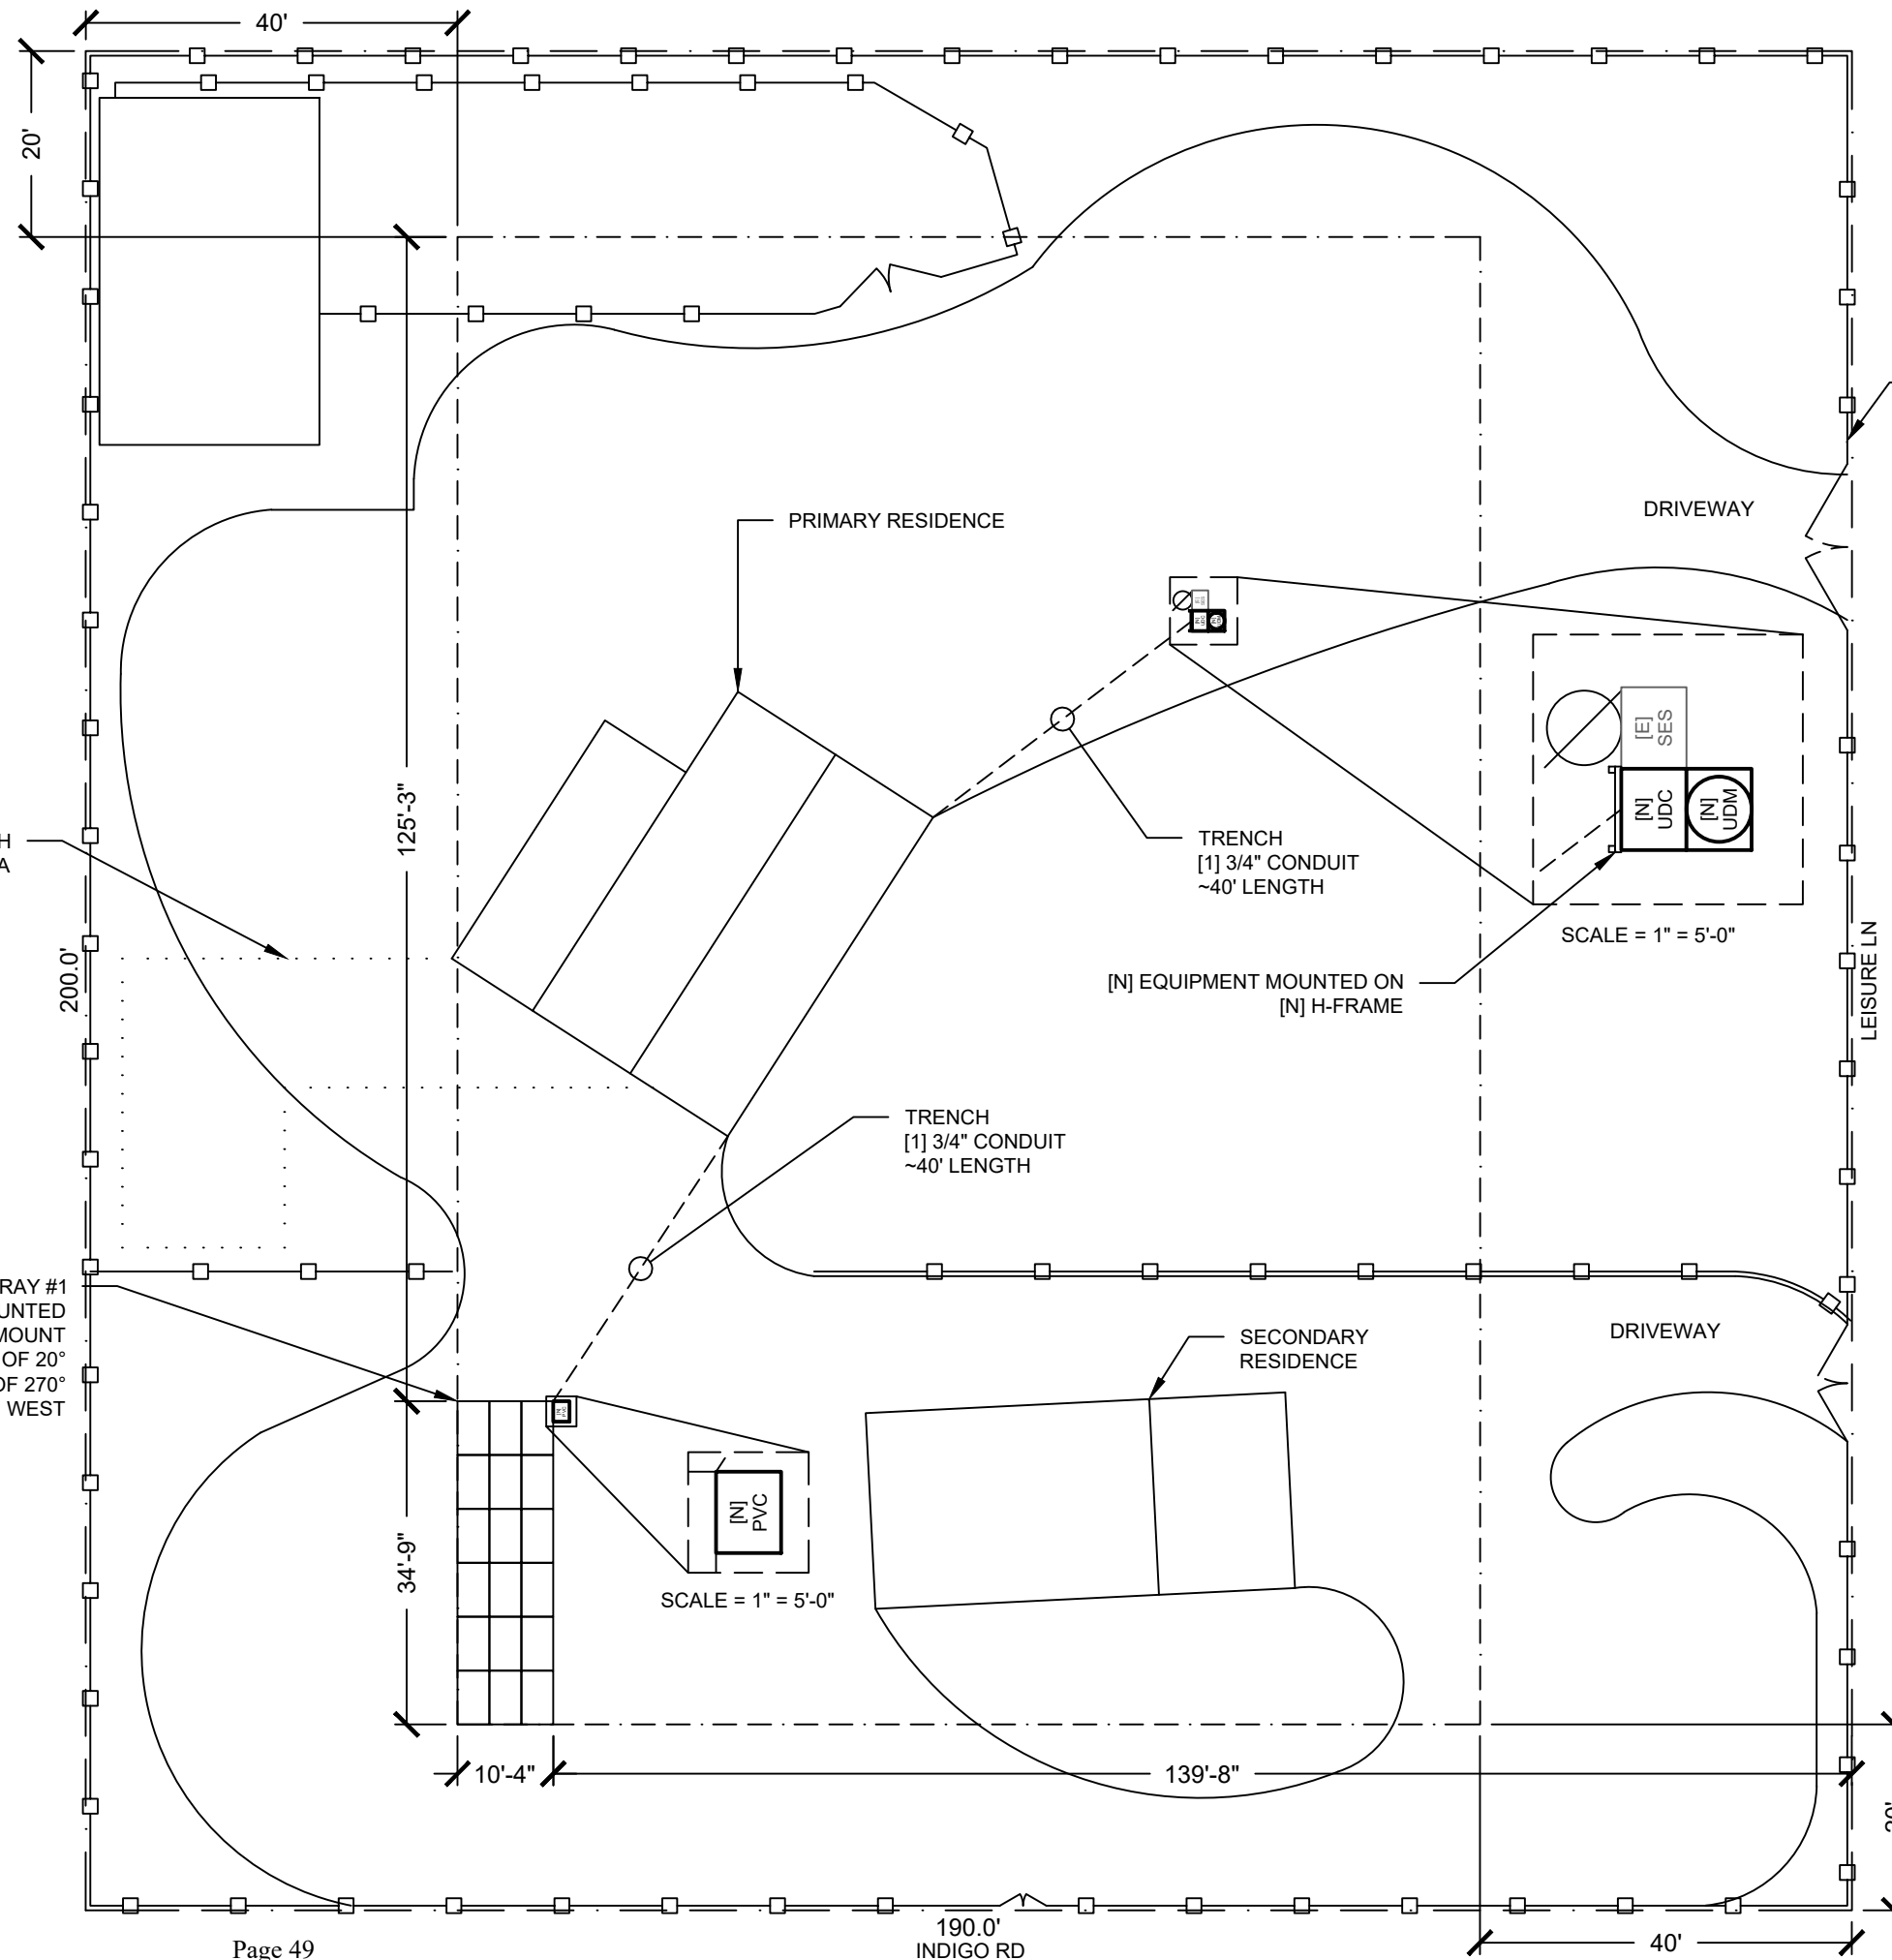 40'
20'
PRIMARY RESIDENCE
DRIVEWAY
[E]
SES
[N]
UDC
[N]
UDM
125'-3"
TRENCH
[1] 3/4" CONDUIT
~40' LENGTH
SCALE = 1" = 5'-0"
H
A
200.0'
LEISURE LN
[N] EQUIPMENT MOUNTED ON
[N] H-FRAME
TRENCH
[1] 3/4" CONDUIT
~40' LENGTH
RAY #1
UNTED
MOUNT
OF 20°
OF 270°
WEST
SECONDARY
RESIDENCE
DRIVEWAY
[N]
PVC
34'-9"
SCALE = 1" = 5'-0"
10'-4"
139'-8"
20'
190.0'
INDIGO RD
40'
Page 49